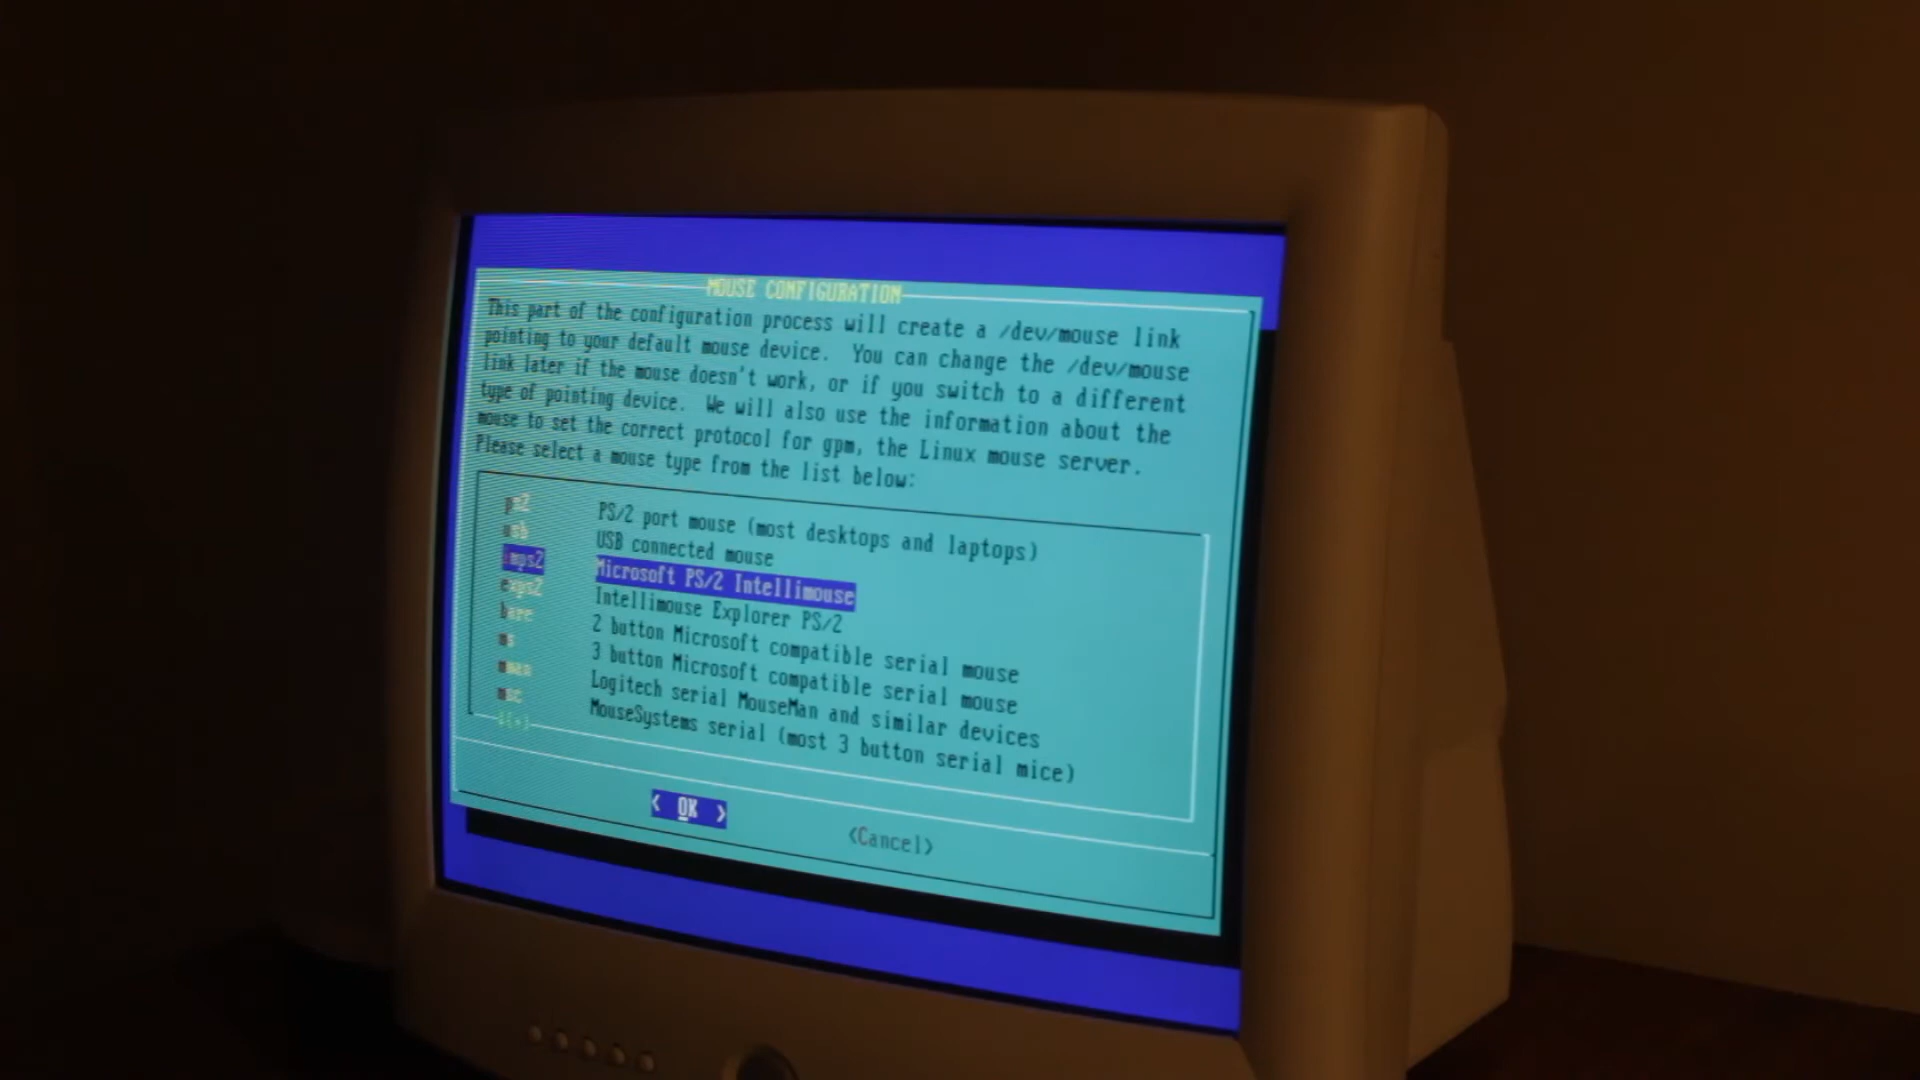 MOUSE CONFIGURATION
This part of the configuration process will create a /dev/mouse link
pointing to your default mouse device. You can change the /dev/mouse
link later if the mouse doesn't work, or if you switch to a different
type of pointing device. We will also use the information about the
mouse to set the correct protocol for gpm, the Linux mouse server.
Please select a mouse type from the list below:
ps2 PS/2 port mouse (most desktops and laptops)
usb USB connected mouse
imps2 Microsoft PS/2 Intellimouse
exps2 Intellimouse Explorer PS/2
bare 2 button Microsoft compatible serial mouse
ms 3 button Microsoft compatible serial mouse
mman Logitech serial MouseMan and similar devices
msc MouseSystems serial (most 3 button serial mice)
< OK > <Cancel>